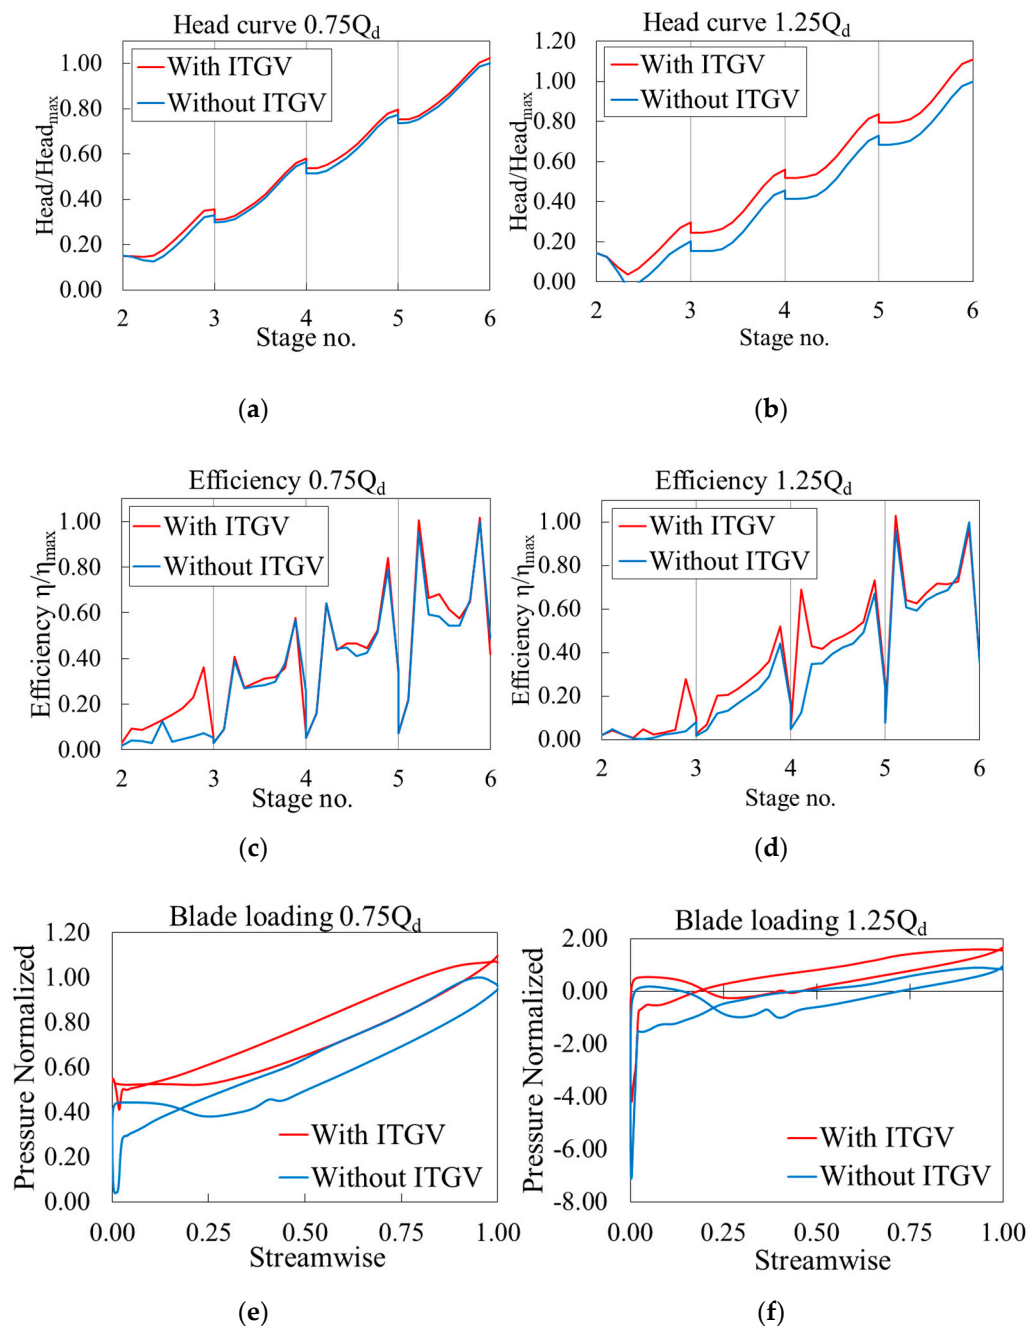 Head curve 0.75Qd
With ITGV
Without ITGV
Head/Headmax
1.00
0.80
0.60
0.40
0.20
0.00
2 3 4 5 6
Stage no.
(a)
Head curve 1.25Qd
With ITGV
Without ITGV
Head/Headmax
1.20
1.00
0.80
0.60
0.40
0.20
0.00
2 3 4 5 6
Stage no.
(b)
Efficiency 0.75Qd
With ITGV
Without ITGV
Efficiency η/ηmax
1.00
0.80
0.60
0.40
0.20
0.00
2 3 4 5 6
Stage no.
(c)
Efficiency 1.25Qd
With ITGV
Without ITGV
Efficiency η/ηmax
1.00
0.80
0.60
0.40
0.20
0.00
2 3 4 5 6
Stage no.
(d)
Blade loading 0.75Qd
Pressure Normalized
1.20
1.00
0.80
0.60
0.40
0.20
0.00
With ITGV
Without ITGV
0.00 0.25 0.50 0.75 1.00
Streamwise
(e)
Blade loading 1.25Qd
Pressure Normalized
2.00
0.00
-2.00
-4.00
-6.00
-8.00
With ITGV
Without ITGV
0.00 0.25 0.50 0.75 1.00
Streamwise
(f)